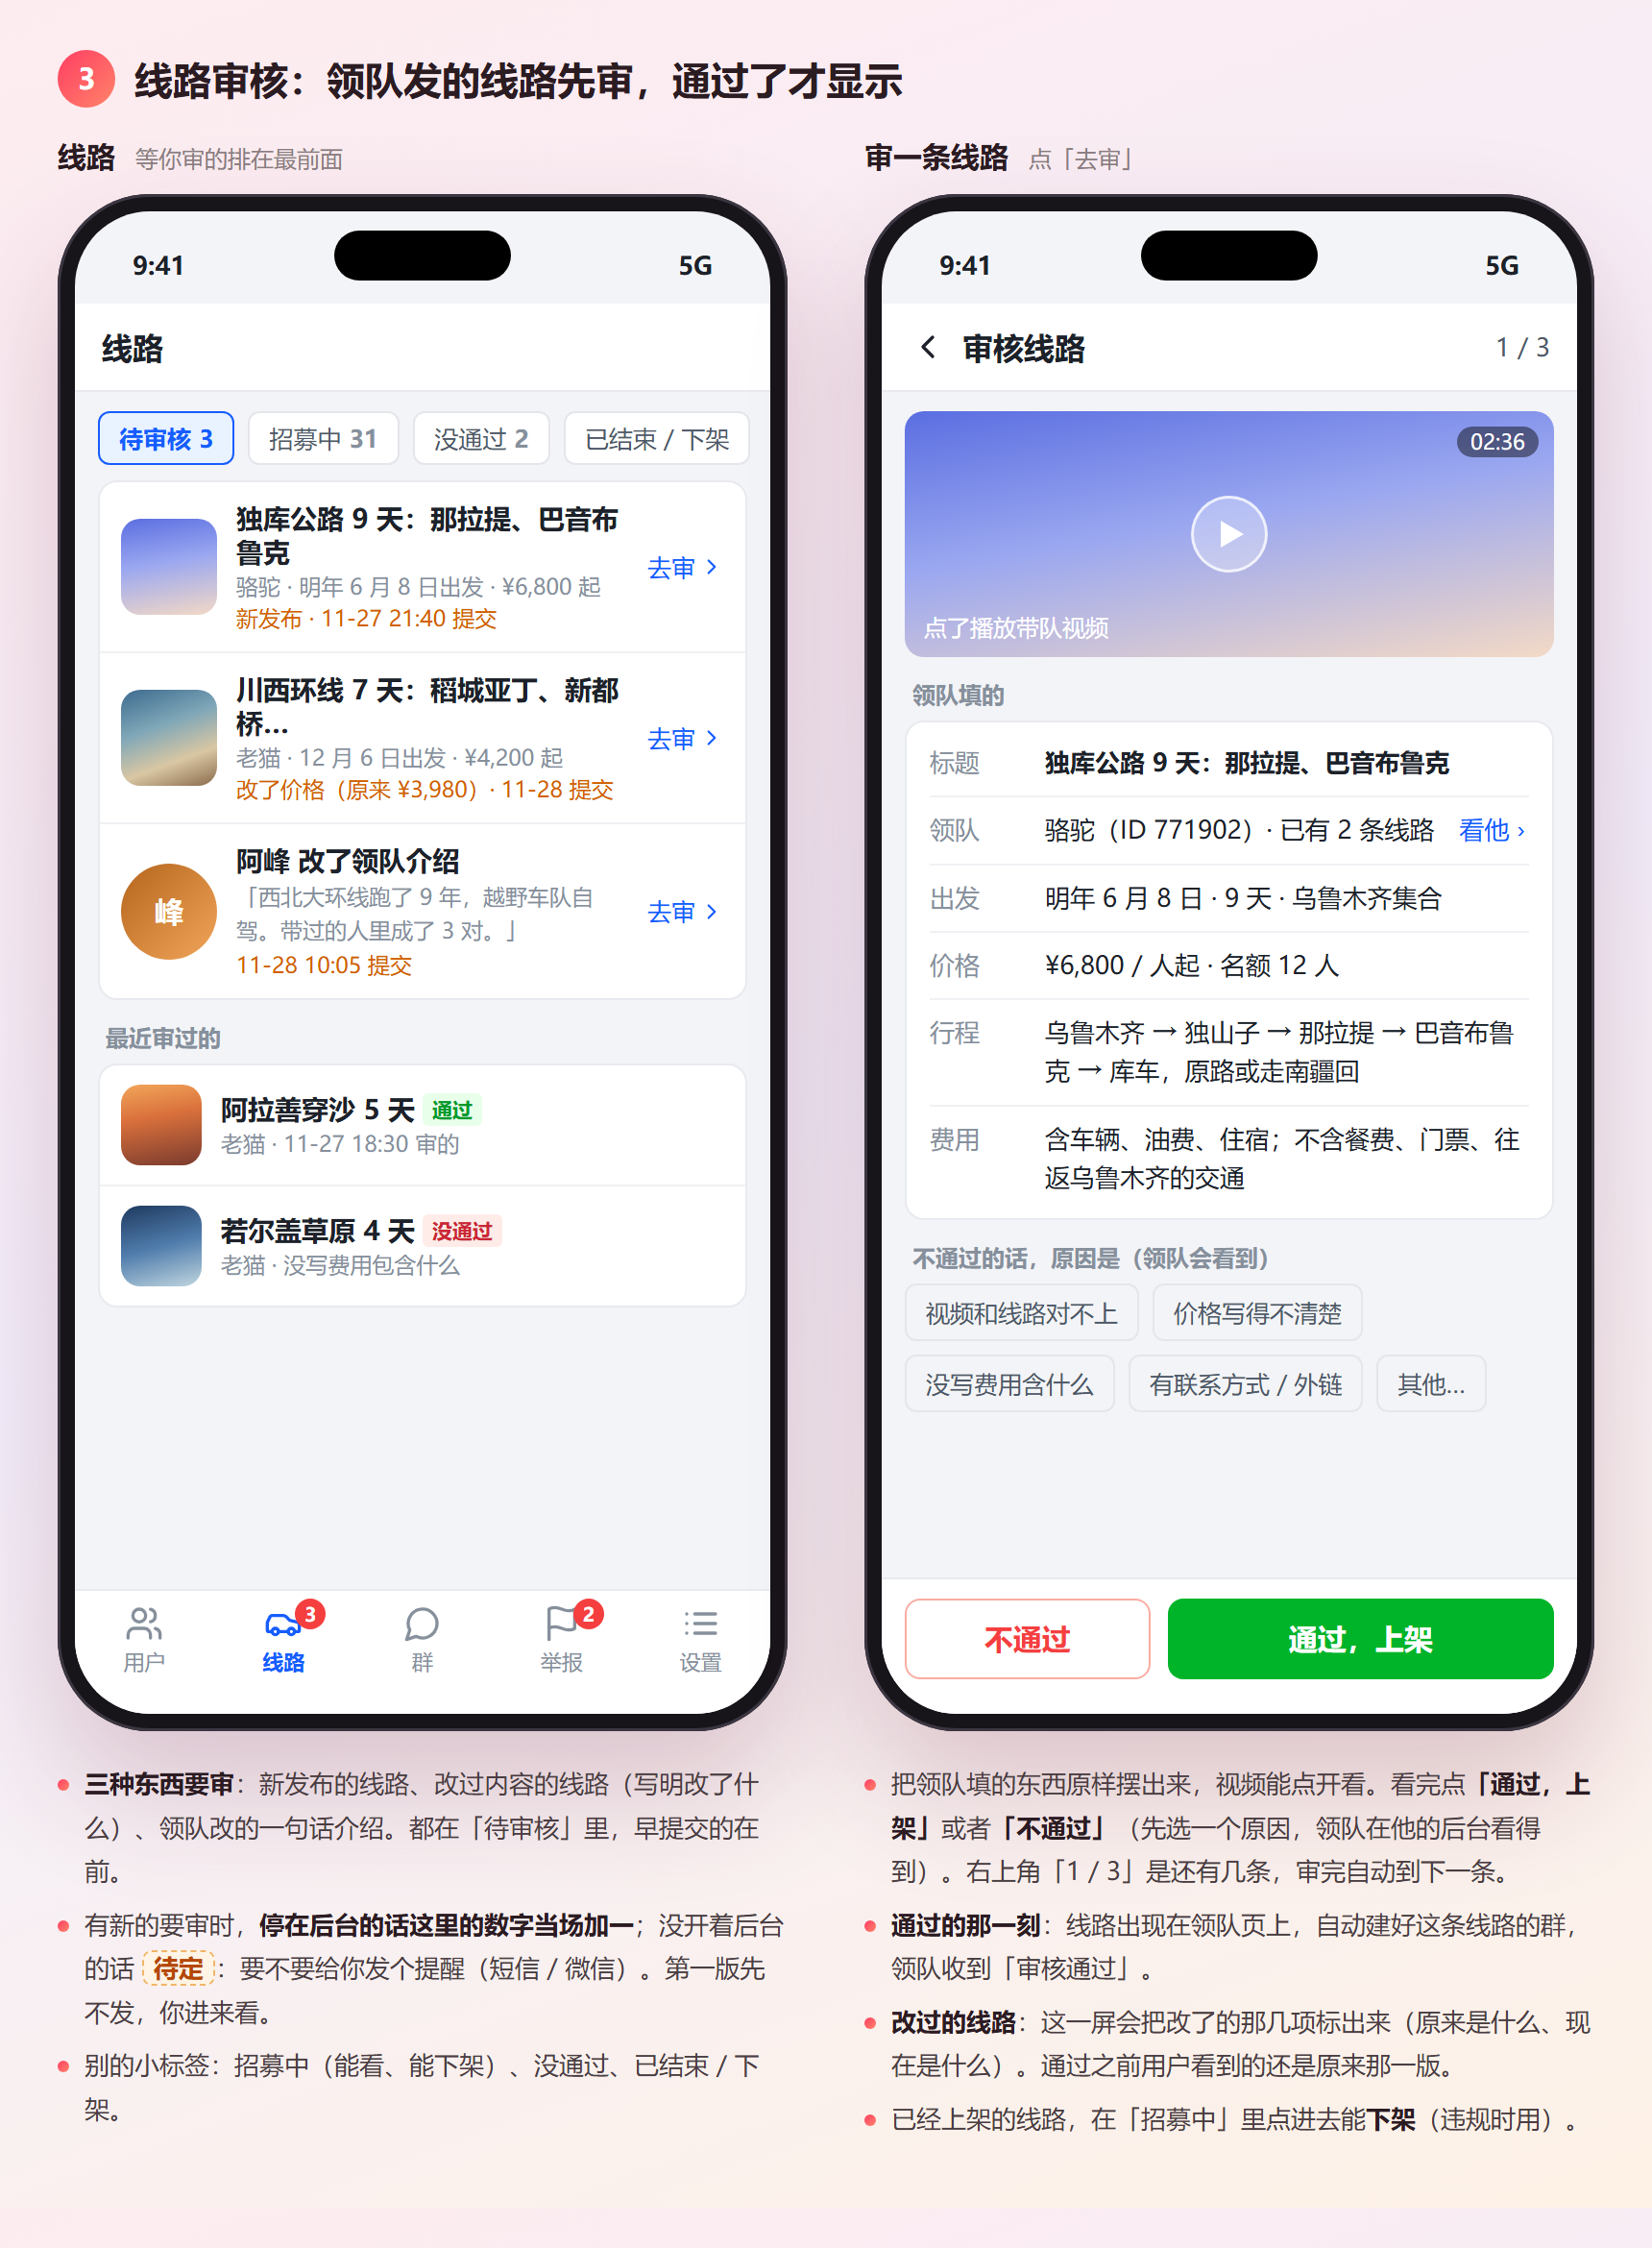 3 线路审核：领队发的线路先审，通过了才显示
线路 等你审的排在最前面
9:41 5G
线路
待审核 3 招募中 31 没通过 2 已结束 / 下架
独库公路 9 天：那拉提、巴音布
鲁克
骆驼 · 明年 6 月 8 日出发 · ¥6,800 起
新发布 · 11-27 21:40 提交
去审
川西环线 7 天：稻城亚丁、新都
桥…
老猫 · 12 月 6 日出发 · ¥4,200 起
改了价格（原来 ¥3,980）· 11-28 提交
去审
峰
阿峰 改了领队介绍
「西北大环线跑了 9 年，越野车队自
驾。带过的人里成了 3 对。」
11-28 10:05 提交
去审
最近审过的
阿拉善穿沙 5 天 通过
老猫 · 11-27 18:30 审的
若尔盖草原 4 天 没通过
老猫 · 没写费用包含什么
3 2
用户 线路 群 举报 设置
三种东西要审：新发布的线路、改过内容的线路（写明改了什
么）、领队改的一句话介绍。都在「待审核」里，早提交的在
前。
有新的要审时，停在后台的话这里的数字当场加一；没开着后台
的话 待定：要不要给你发个提醒（短信 / 微信）。第一版先
不发，你进来看。
别的小标签：招募中（能看、能下架）、没通过、已结束 / 下
架。
审一条线路 点「去审」
9:41 5G
审核线路 1 / 3
02:36
点了播放带队视频
领队填的
标题 独库公路 9 天：那拉提、巴音布鲁克
领队 骆驼（ID 771902）· 已有 2 条线路 看他 ›
出发 明年 6 月 8 日 · 9 天 · 乌鲁木齐集合
价格 ¥6,800 / 人起 · 名额 12 人
行程 乌鲁木齐 → 独山子 → 那拉提 → 巴音布鲁
克 → 库车，原路或走南疆回
费用 含车辆、油费、住宿；不含餐费、门票、往
返乌鲁木齐的交通
不通过的话，原因是（领队会看到）
视频和线路对不上 价格写得不清楚
没写费用含什么 有联系方式 / 外链 其他…
不通过 通过，上架
把领队填的东西原样摆出来，视频能点开看。看完点「通过，上
架」或者「不通过」（先选一个原因，领队在他的后台看得
到）。右上角「1 / 3」是还有几条，审完自动到下一条。
通过的那一刻：线路出现在领队页上，自动建好这条线路的群，
领队收到「审核通过」。
改过的线路：这一屏会把改了的那几项标出来（原来是什么、现
在是什么）。通过之前用户看到的还是原来那一版。
已经上架的线路，在「招募中」里点进去能下架（违规时用）。